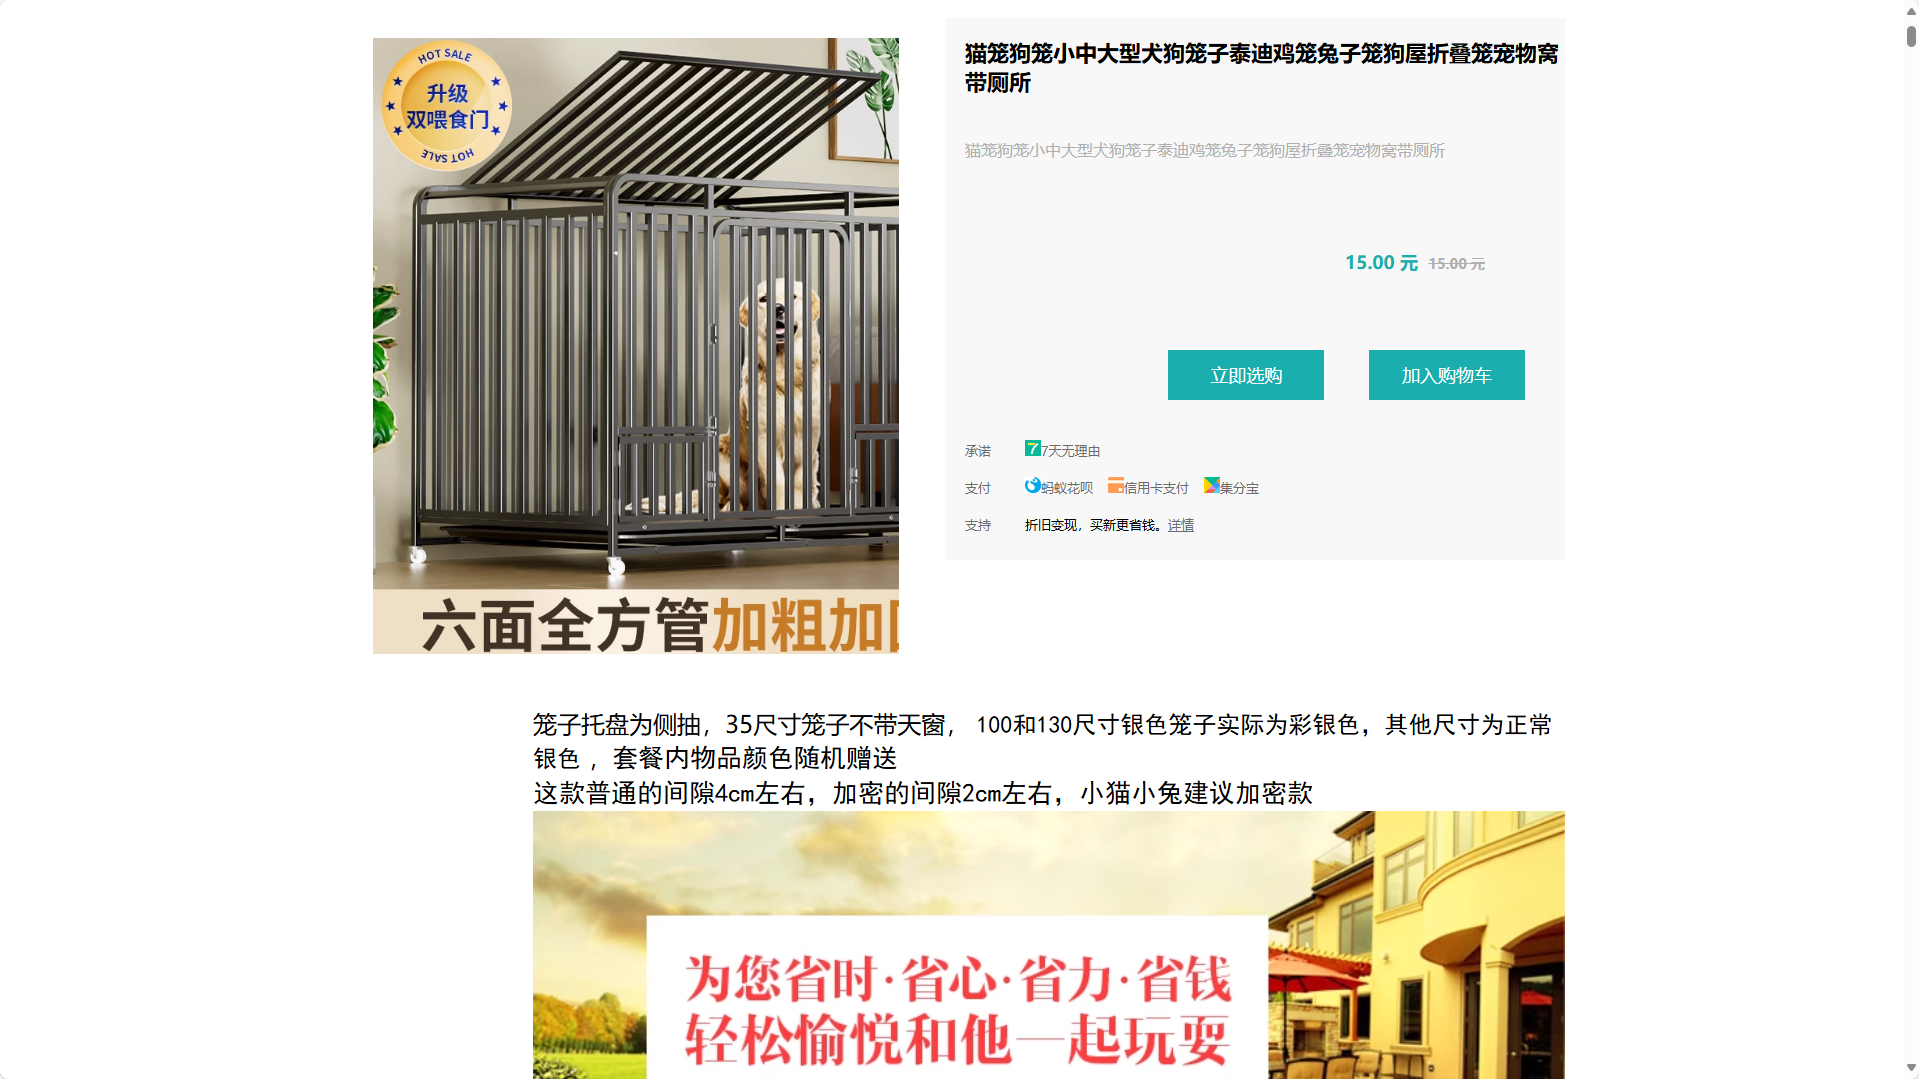 HOT SALE
升级
双喂食门
HOT SALE
六面全方管加粗加
猫笼狗笼小中大型犬狗笼子泰迪鸡笼兔子笼狗屋折叠笼宠物窝
带厕所
猫笼狗笼小中大型犬狗笼子泰迪鸡笼兔子笼狗屋折叠笼宠物窝带厕所
15.00 元 15.00 元
立即选购 加入购物车
承诺 7 7天无理由
支付 蚂蚁花呗 信用卡支付 集分宝
支持 折旧变现，买新更省钱。详情
笼子托盘为侧抽，35尺寸笼子不带天窗， 100和130尺寸银色笼子实际为彩银色，其他尺寸为正常
银色 ，套餐内物品颜色随机赠送
这款普通的间隙4cm左右，加密的间隙2cm左右，小猫小兔建议加密款
为您省时·省心·省力·省钱
轻松愉悦和他一起玩耍